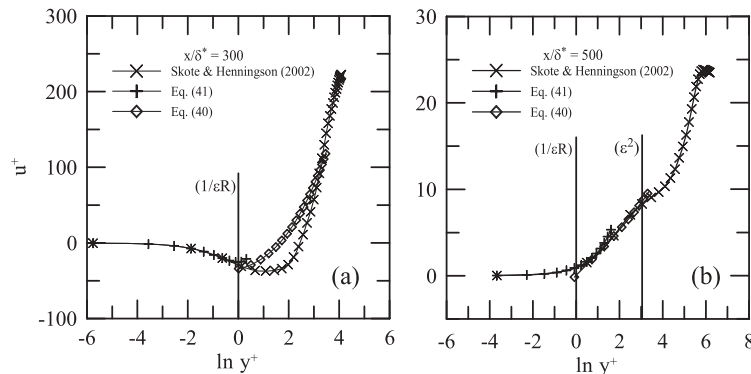 300
200
100
0
-100
u+
x/δ* = 300
Skote & Henningson (2002)
Eq. (41)
Eq. (40)
(1/εR)
(a)
-6 -4 -2 0 2 4 6
ln y+
30
20
10
0
x/δ* = 500
Skote & Henningson (2002)
Eq. (41)
Eq. (40)
(1/εR)
(ε²)
(b)
-6 -4 -2 0 2 4 6 8
ln y+